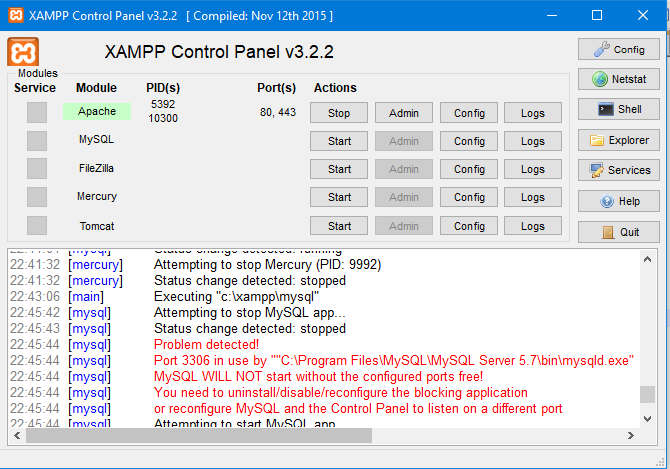 XAMPP Control Panel v3.2.2 [ Compiled: Nov 12th 2015 ]
XAMPP Control Panel v3.2.2
Config
Modules
Service Module PID(s) Port(s) Actions
Netstat
Apache 5392 10300 80, 443 Stop Admin Config Logs
Shell
MySQL Start Admin Config Logs
Explorer
FileZilla Start Admin Config Logs
Services
Mercury Start Admin Config Logs
Help
Tomcat Start Admin Config Logs
Quit
[mysql] Status change detected: running
22:41:32 [mercury] Attempting to stop Mercury (PID: 9992)
22:41:32 [mercury] Status change detected: stopped
22:43:06 [main] Executing "c:\xampp\mysql"
22:45:42 [mysql] Attempting to stop MySQL app...
22:45:43 [mysql] Status change detected: stopped
22:45:44 [mysql] Problem detected!
22:45:44 [mysql] Port 3306 in use by ""C:\Program Files\MySQL\MySQL Server 5.7\bin\mysqld.exe"
22:45:44 [mysql] MySQL WILL NOT start without the configured ports free!
22:45:44 [mysql] You need to uninstall/disable/reconfigure the blocking application
22:45:44 [mysql] or reconfigure MySQL and the Control Panel to listen on a different port
22:45:44 [mysql] Attempting to start MySQL app